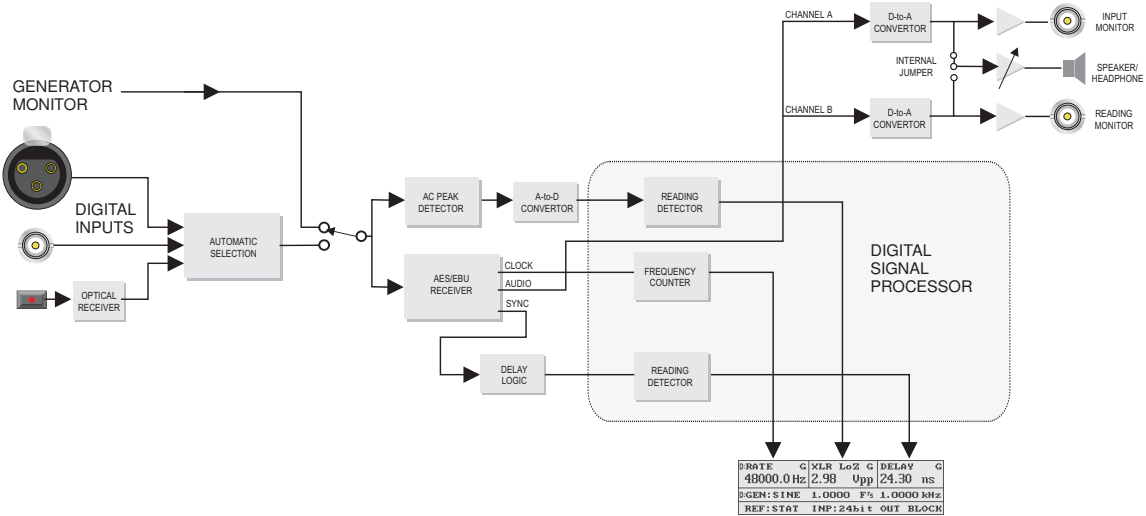 CHANNEL A
D-to-A
CONVERTOR
INPUT
MONITOR
INTERNAL
JUMPER
SPEAKER/
HEADPHONE
CHANNEL B
D-to-A
CONVERTOR
READING
MONITOR
GENERATOR
MONITOR
DIGITAL
INPUTS
AUTOMATIC
SELECTION
OPTICAL
RECEIVER
AC PEAK
DETECTOR
A-to-D
CONVERTOR
READING
DETECTOR
AES/EBU
RECEIVER
CLOCK
AUDIO
SYNC
FREQUENCY
COUNTER
DIGITAL
SIGNAL
PROCESSOR
DELAY
LOGIC
READING
DETECTOR
D:RATE G XLR LoZ G DELAY G
48000.0 Hz 2.98 Vpp 24.30 ns
D:GEN:SINE 1.0000 Fs 1.0000 kHz
REF:STAT INP:24bit OUT BLOCK